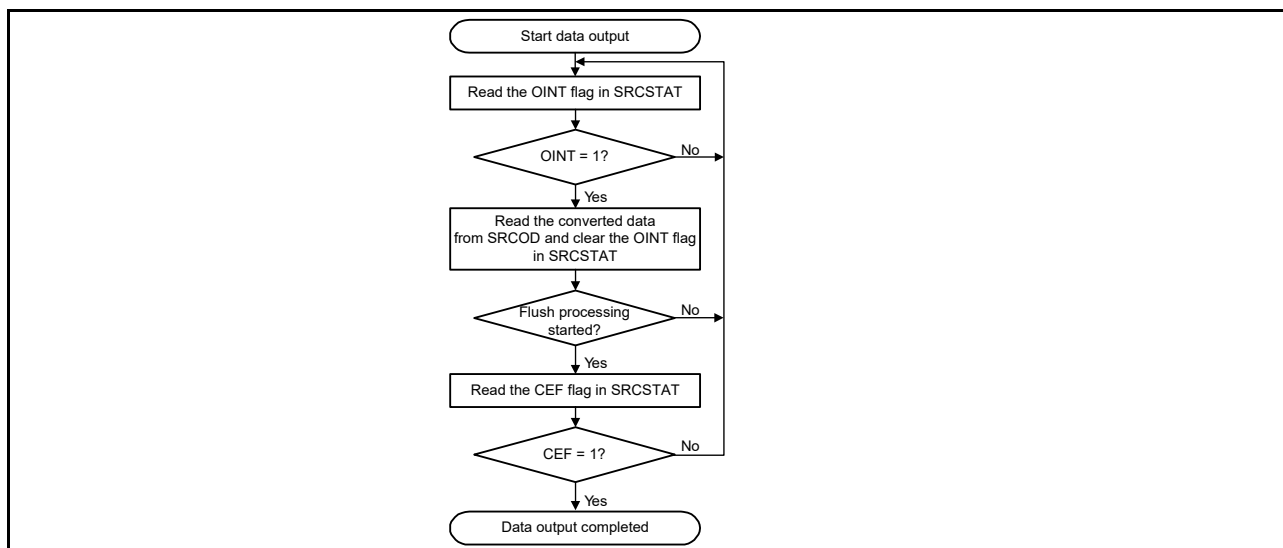 Start data output
Read the OINT flag in SRCSTAT
OINT = 1?
No
Yes
Read the converted data
from SRCOD and clear the OINT flag
in SRCSTAT
Flush processing
started?
No
Yes
Read the CEF flag in SRCSTAT
CEF = 1?
No
Yes
Data output completed